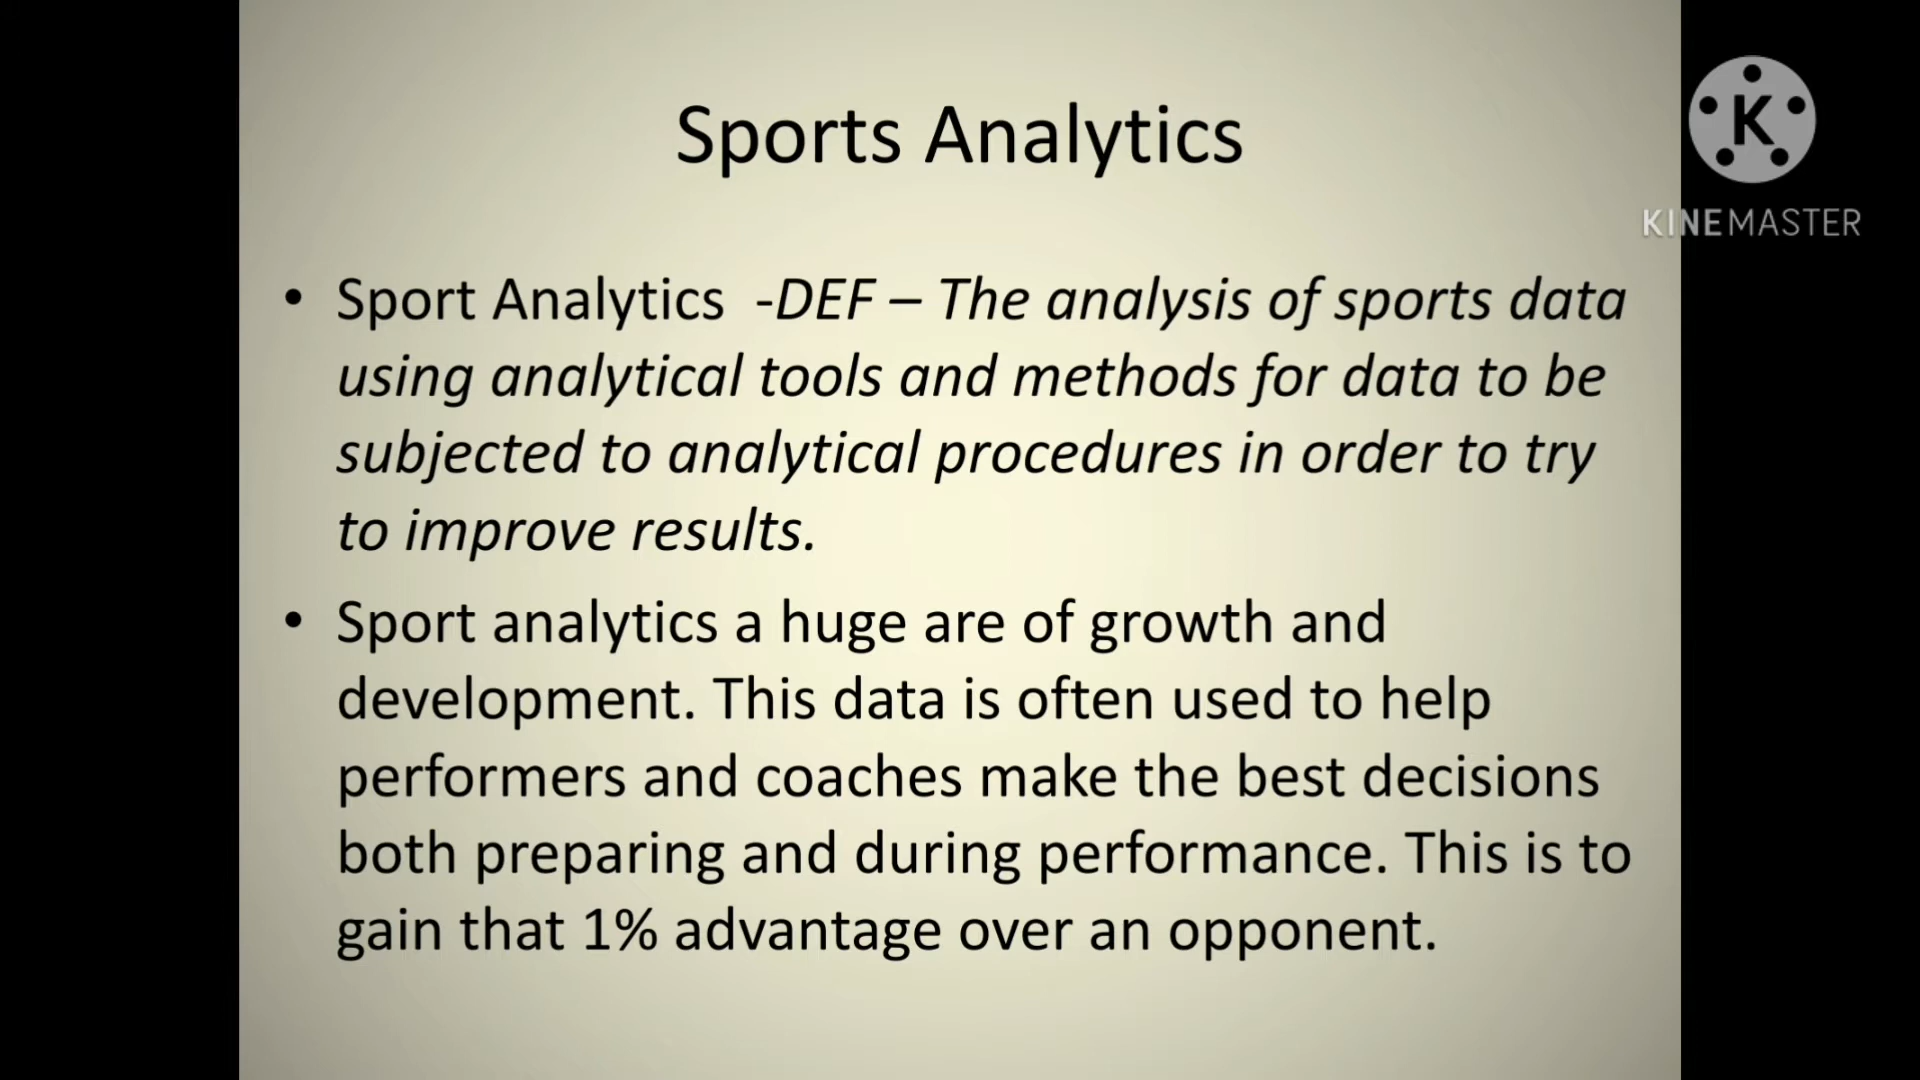 Sports Analytics
K
KINEMASTER
• Sport Analytics -DEF – The analysis of sports data
using analytical tools and methods for data to be
subjected to analytical procedures in order to try
to improve results.
• Sport analytics a huge are of growth and
development. This data is often used to help
performers and coaches make the best decisions
both preparing and during performance. This is to
gain that 1% advantage over an opponent.